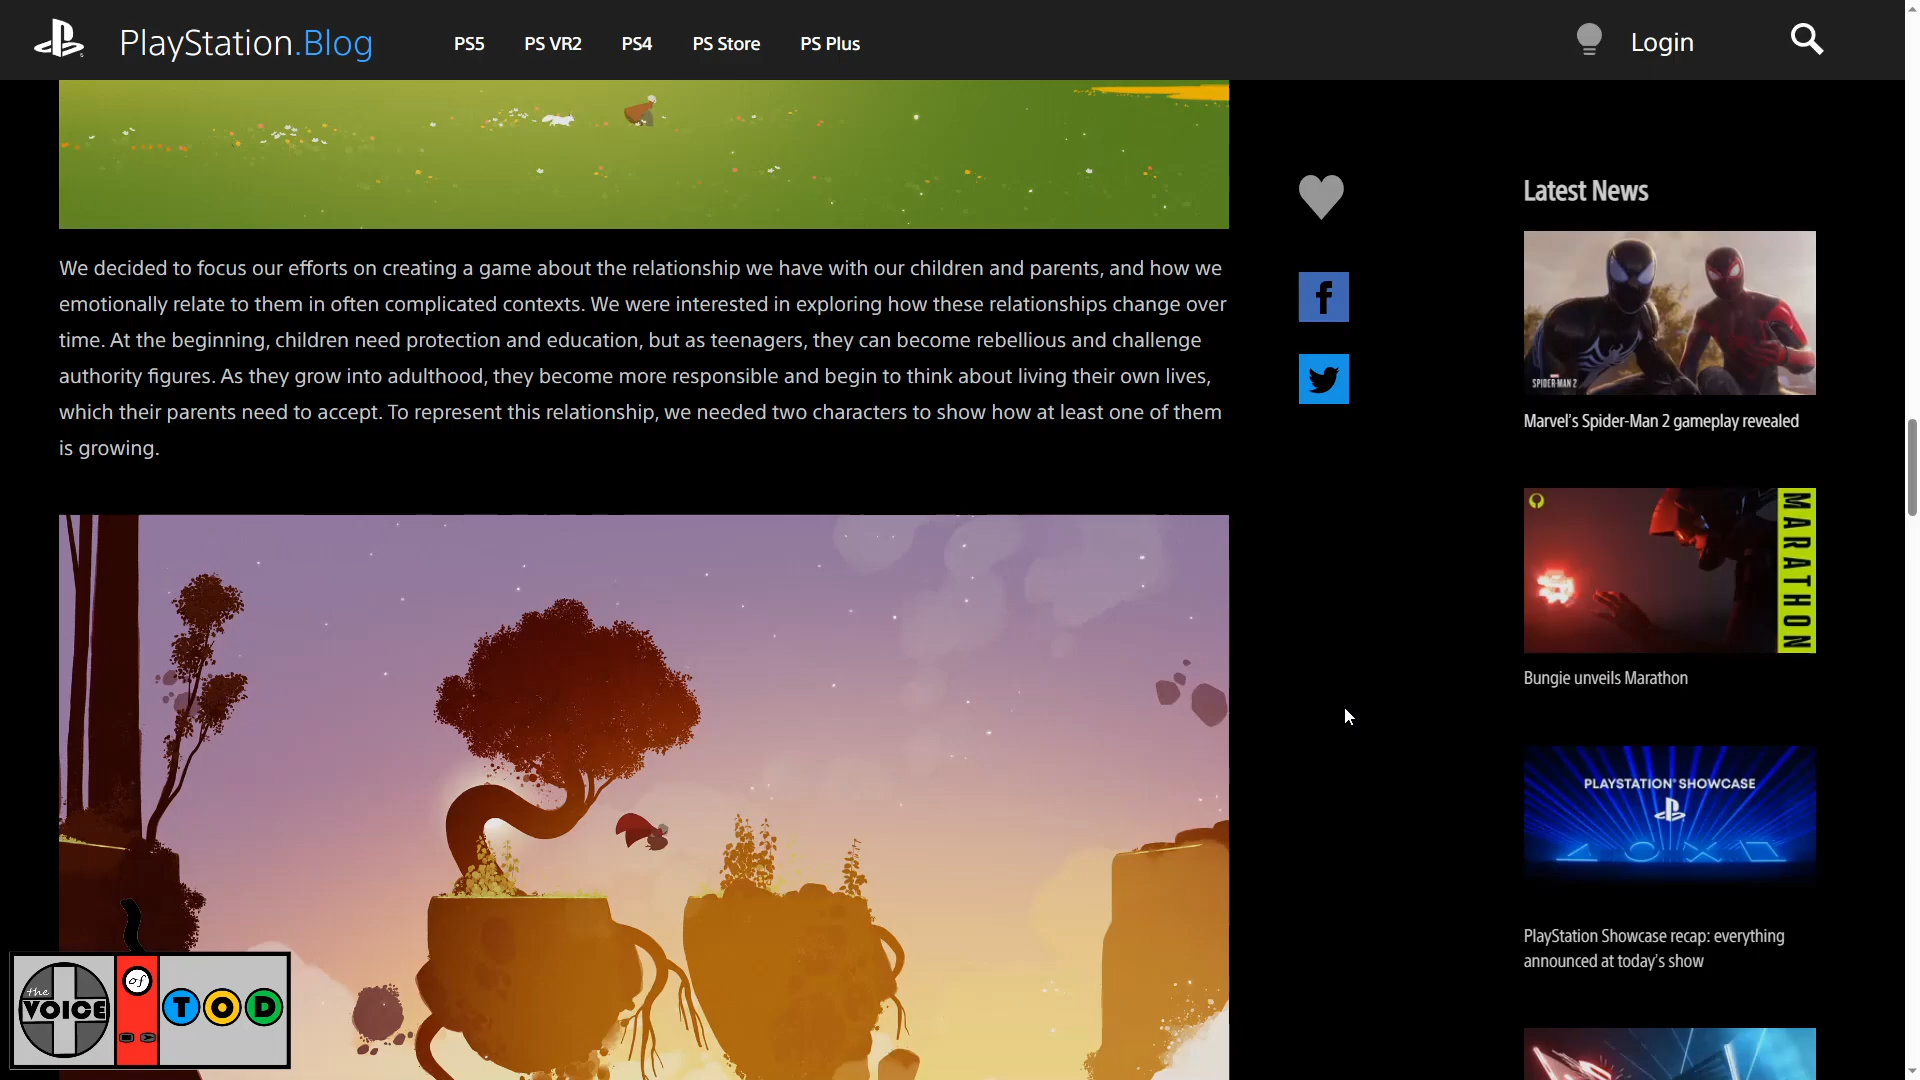 PlayStation.Blog
PS5
PS VR2
PS4
PS Store
PS Plus
Login
We decided to focus our efforts on creating a game about the relationship we have with our children and parents, and how we
emotionally relate to them in often complicated contexts. We were interested in exploring how these relationships change over
time. At the beginning, children need protection and education, but as teenagers, they can become rebellious and challenge
authority figures. As they grow into adulthood, they become more responsible and begin to think about living their own lives,
which their parents need to accept. To represent this relationship, we needed two characters to show how at least one of them
is growing.
Latest News
MARVEL
SPIDER-MAN 2
Marvel's Spider-Man 2 gameplay revealed
MARATHON
Bungie unveils Marathon
PLAYSTATION SHOWCASE
PlayStation Showcase recap: everything
announced at today's show
the
VOICE
of
TOD